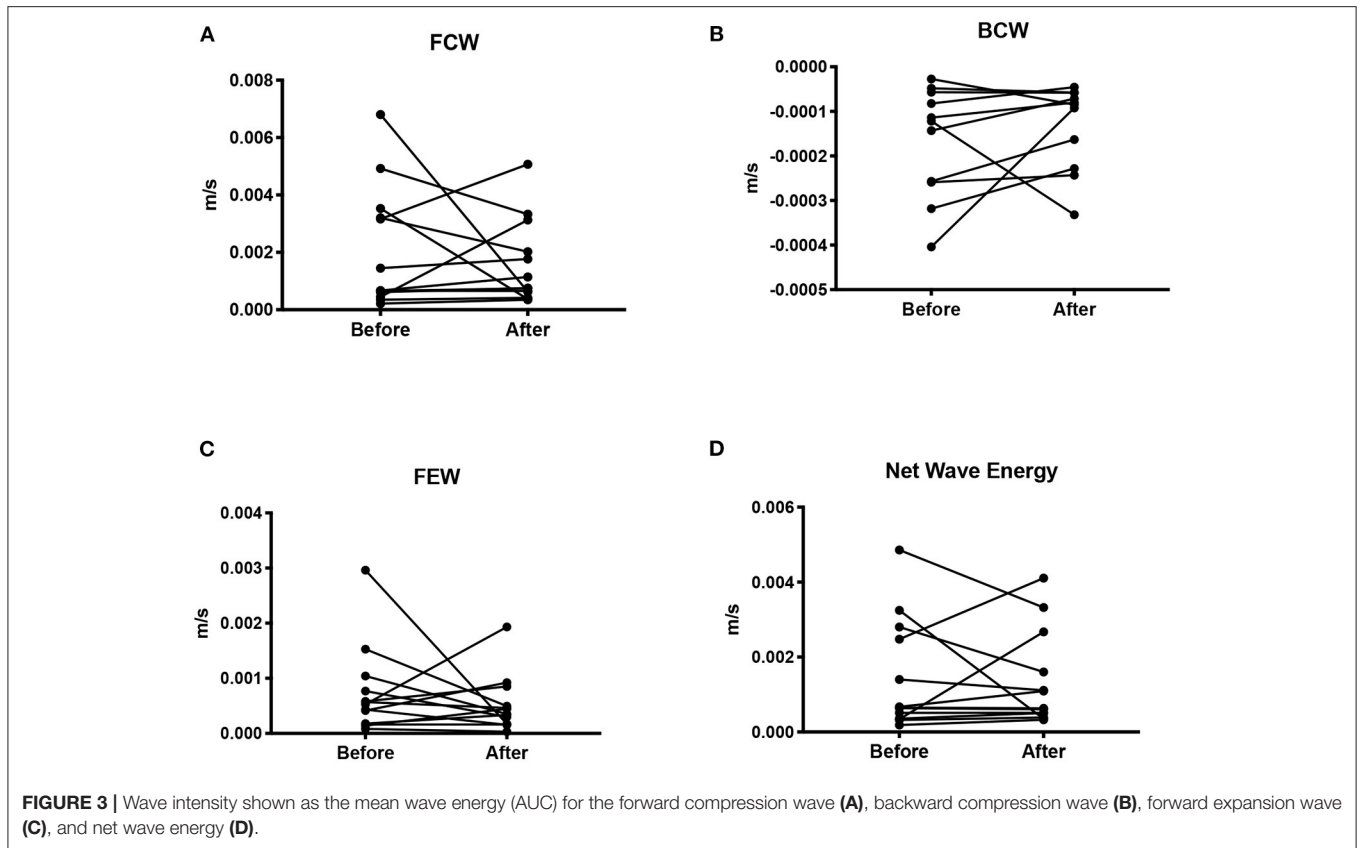 A
FCW
0.008
0.006
0.004
0.002
0.000
m/s
Before
After
B
BCW
0.0000
-0.0001
-0.0002
-0.0003
-0.0004
-0.0005
m/s
Before
After
C
FEW
0.004
0.003
0.002
0.001
0.000
m/s
Before
After
D
Net Wave Energy
0.006
0.004
0.002
0.000
m/s
Before
After
FIGURE 3 | Wave intensity shown as the mean wave energy (AUC) for the forward compression wave (A), backward compression wave (B), forward expansion wave
(C), and net wave energy (D).